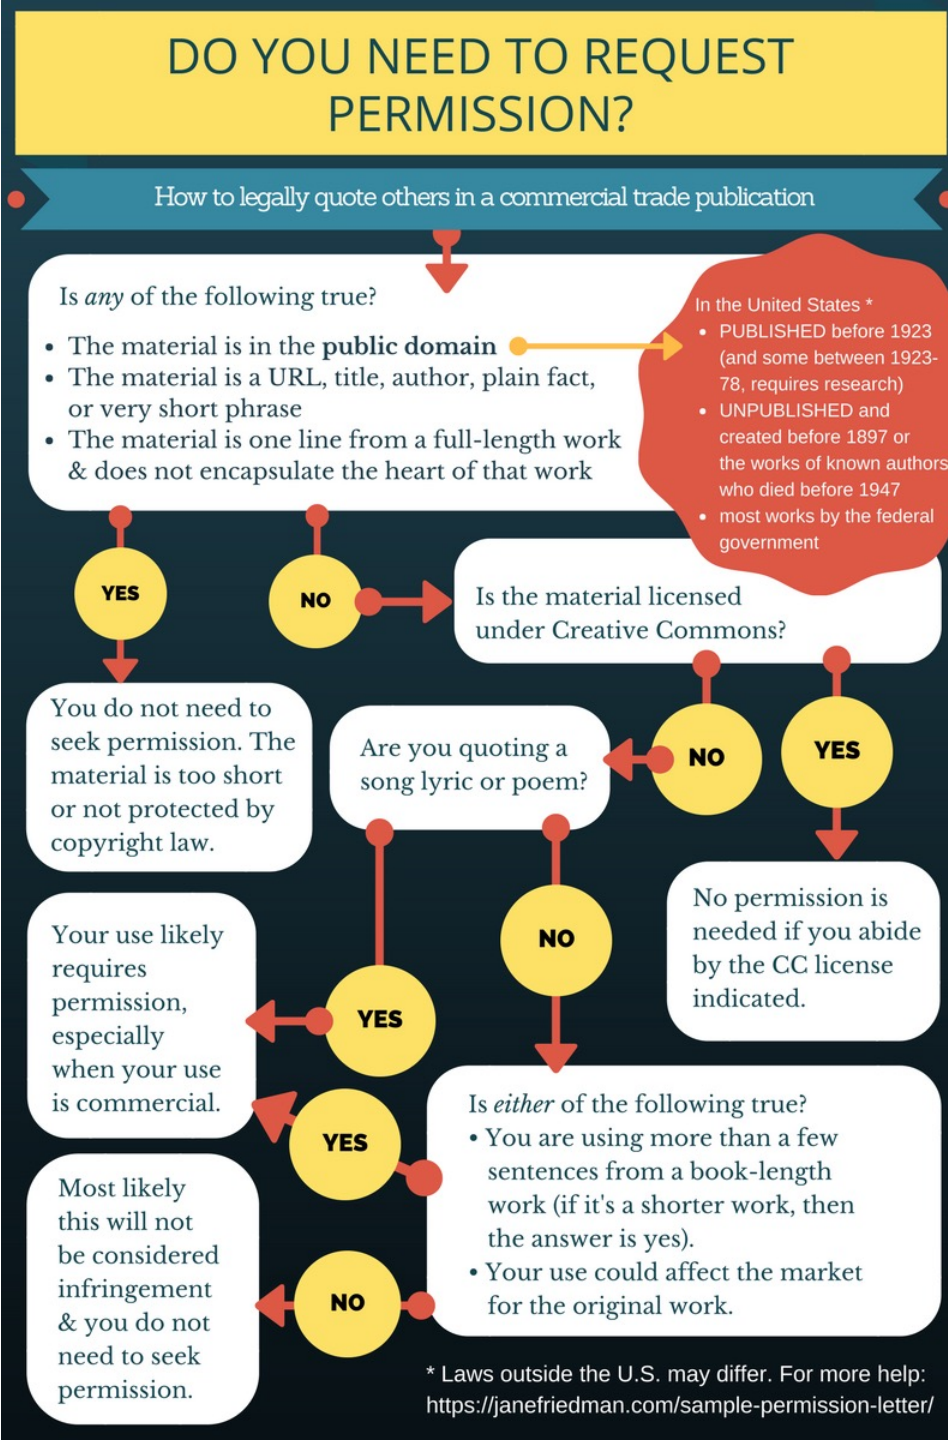 DO YOU NEED TO REQUEST
PERMISSION?
How to legally quote others in a commercial trade publication
Is any of the following true?
• The material is in the public domain
• The material is a URL, title, author, plain fact,
or very short phrase
• The material is one line from a full-length work
& does not encapsulate the heart of that work
In the United States *
• PUBLISHED before 1923
(and some between 1923-
78, requires research)
• UNPUBLISHED and
created before 1897 or
the works of known authors
who died before 1947
• most works by the federal
government
YES
NO
Is the material licensed
under Creative Commons?
You do not need to
seek permission. The
material is too short
or not protected by
copyright law.
Are you quoting a
song lyric or poem?
NO
YES
No permission is
needed if you abide
by the CC license
indicated.
NO
YES
Your use likely
requires
permission,
especially
when your use
is commercial.
Is either of the following true?
• You are using more than a few
sentences from a book-length
work (if it's a shorter work, then
the answer is yes).
• Your use could affect the market
for the original work.
YES
NO
Most likely
this will not
be considered
infringement
& you do not
need to seek
permission.
* Laws outside the U.S. may differ. For more help:
https://janefriedman.com/sample-permission-letter/